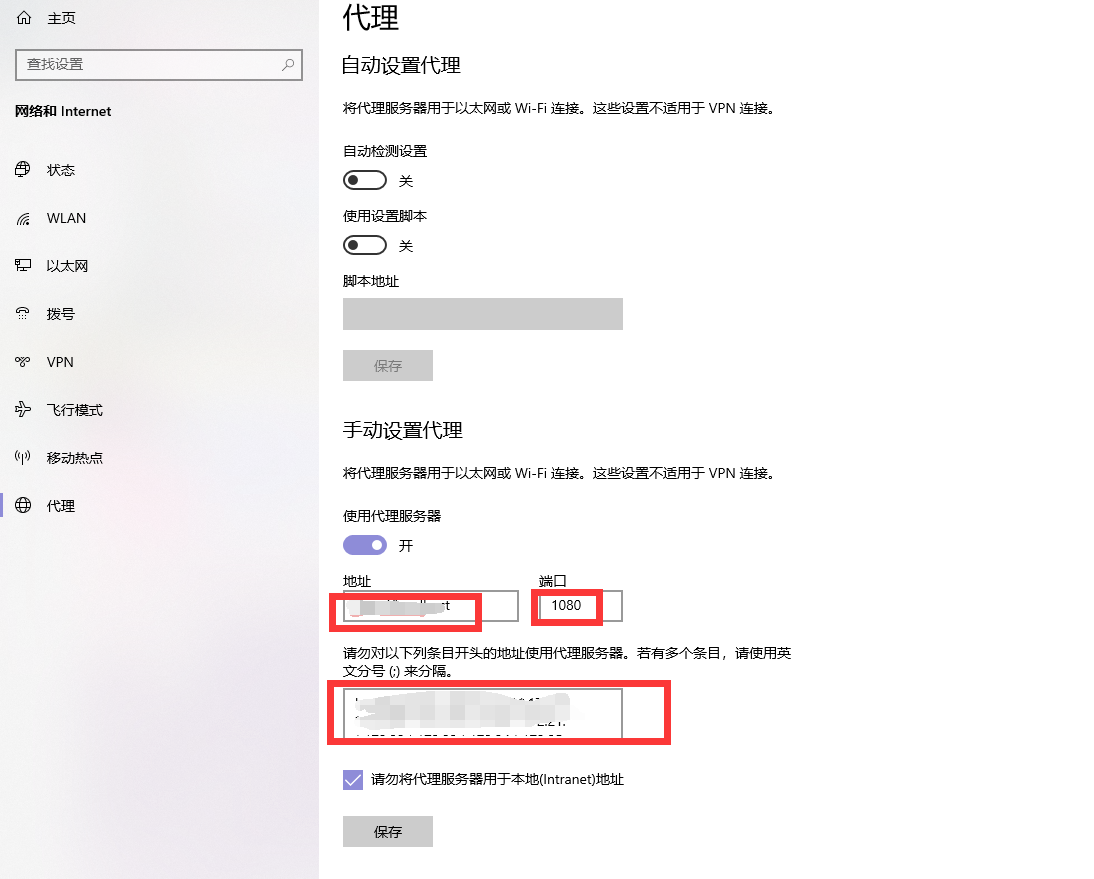 主页
代理
自动设置代理
查找设置
将代理服务器用于以太网或 Wi-Fi 连接。这些设置不适用于 VPN 连接。
网络和 Internet
自动检测设置
关
状态
使用设置脚本
WLAN
关
以太网
脚本地址
拨号
VPN
保存
飞行模式
手动设置代理
移动热点
将代理服务器用于以太网或 Wi-Fi 连接。这些设置不适用于 VPN 连接。
代理
使用代理服务器
开
地址
端口
1080
请勿对以下列条目开头的地址使用代理服务器。若有多个条目，请使用英
文分号 (;) 来分隔。
请勿将代理服务器用于本地(Intranet)地址
保存